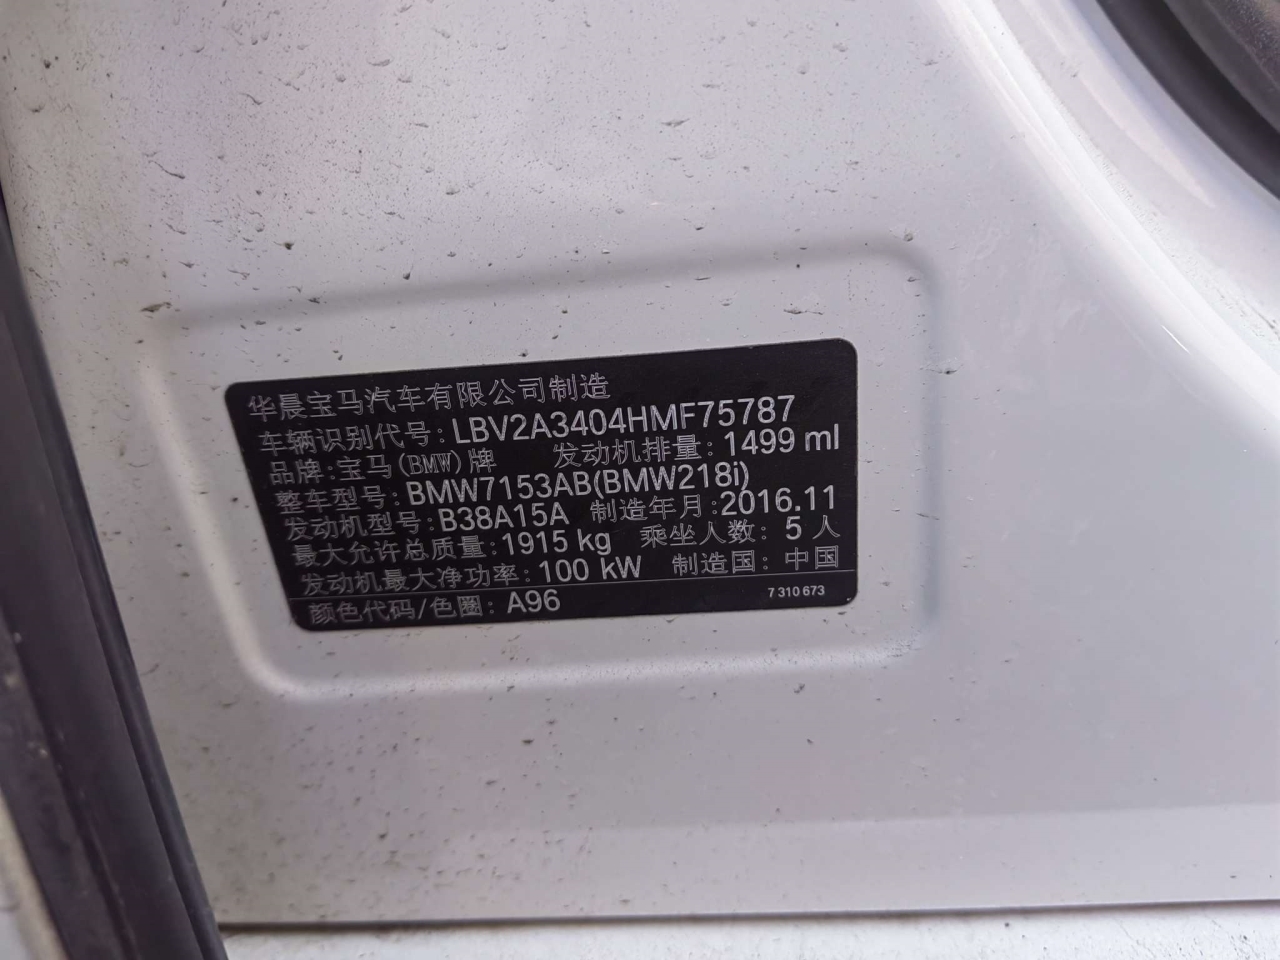 华晨宝马汽车有限公司制造
车辆识别代号: LBV2A3404HMF75787
品牌: 宝马(BMW)牌 发动机排量: 1499 ml
整车型号: BMW7153AB(BMW218i)
发动机型号: B38A15A 制造年月: 2016.11
最大允许总质量: 1915 kg 乘坐人数: 5 人
发动机最大净功率: 100 kW 制造国: 中国
颜色代码/色圈: A96 7 310 673